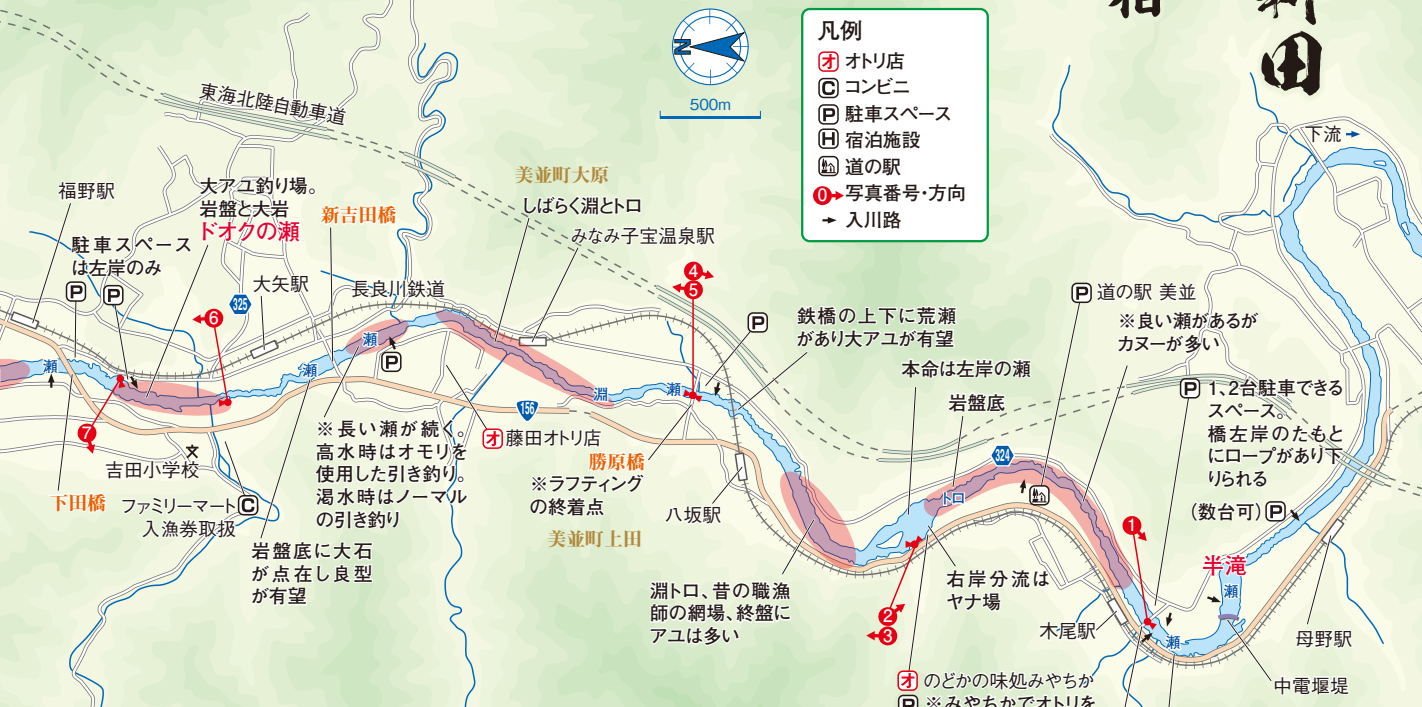 新田
凡例
オ オトリ店
C コンビニ
P 駐車スペース
H 宿泊施設
道の駅
0 写真番号・方向
入川路
N
500m
東海北陸自動車道
福野駅
駐車スペース
は左岸のみ
P
P
大アユ釣り場。
岩盤と大岩
ドオクの瀬
325
大矢駅
新吉田橋
長良川鉄道
美並町大原
しばらく淵とトロ
みなみ子宝温泉駅
4
5
6
7
瀬
瀬
瀬
P
淵
瀬
P
156
吉田小学校
文
下田橋
ファミリーマート C
入漁券取扱
岩盤底に大石
が点在し良型
が有望
※長い瀬が続く。
高水時はオモリを
使用した引き釣り。
渇水時はノーマル
の引き釣り
オ 藤田オトリ店
勝原橋
※ラフティング
の終着点
美並町上田
八坂駅
鉄橋の上下に荒瀬
があり大アユが有望
淵トロ、昔の職漁
師の網場、終盤に
アユは多い
本命は左岸の瀬
岩盤底
トロ
324
P 道の駅 美並
※良い瀬があるが
カヌーが多い
2
3
右岸分流は
ヤナ場
オ のどかの味処みやちか
P ※みやちかでオトリを
木尾駅
1
P 1、2台駐車できる
スペース。
橋左岸のたもと
にロープがあり下
りられる
(数台可) P
半滝
瀬
瀬
中電堰堤
母野駅
下流